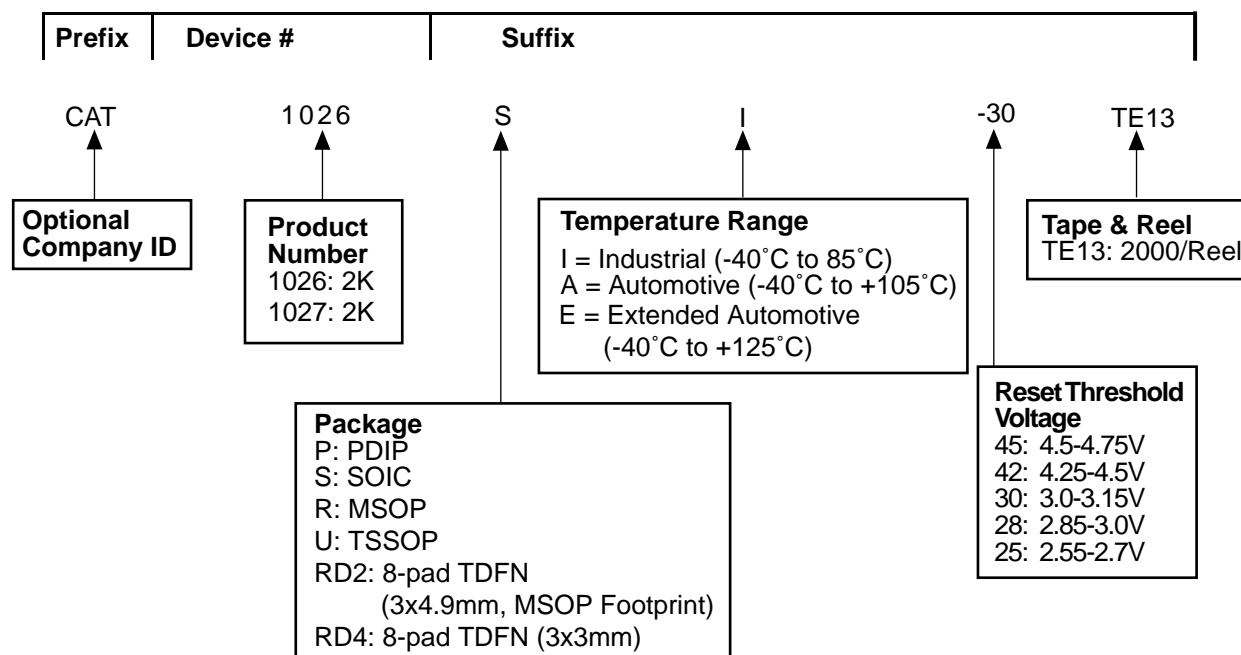 Prefix Device # Suffix
CAT 1026 S I -30 TE13
Optional
Company ID
Product
Number
1026: 2K
1027: 2K
Temperature Range
I = Industrial (-40˚C to 85˚C)
A = Automotive (-40˚C to +105˚C)
E = Extended Automotive
(-40˚C to +125˚C)
Tape & Reel
TE13: 2000/Reel
Package
P: PDIP
S: SOIC
R: MSOP
U: TSSOP
RD2: 8-pad TDFN
(3x4.9mm, MSOP Footprint)
RD4: 8-pad TDFN (3x3mm)
Reset Threshold
Voltage
45: 4.5-4.75V
42: 4.25-4.5V
30: 3.0-3.15V
28: 2.85-3.0V
25: 2.55-2.7V